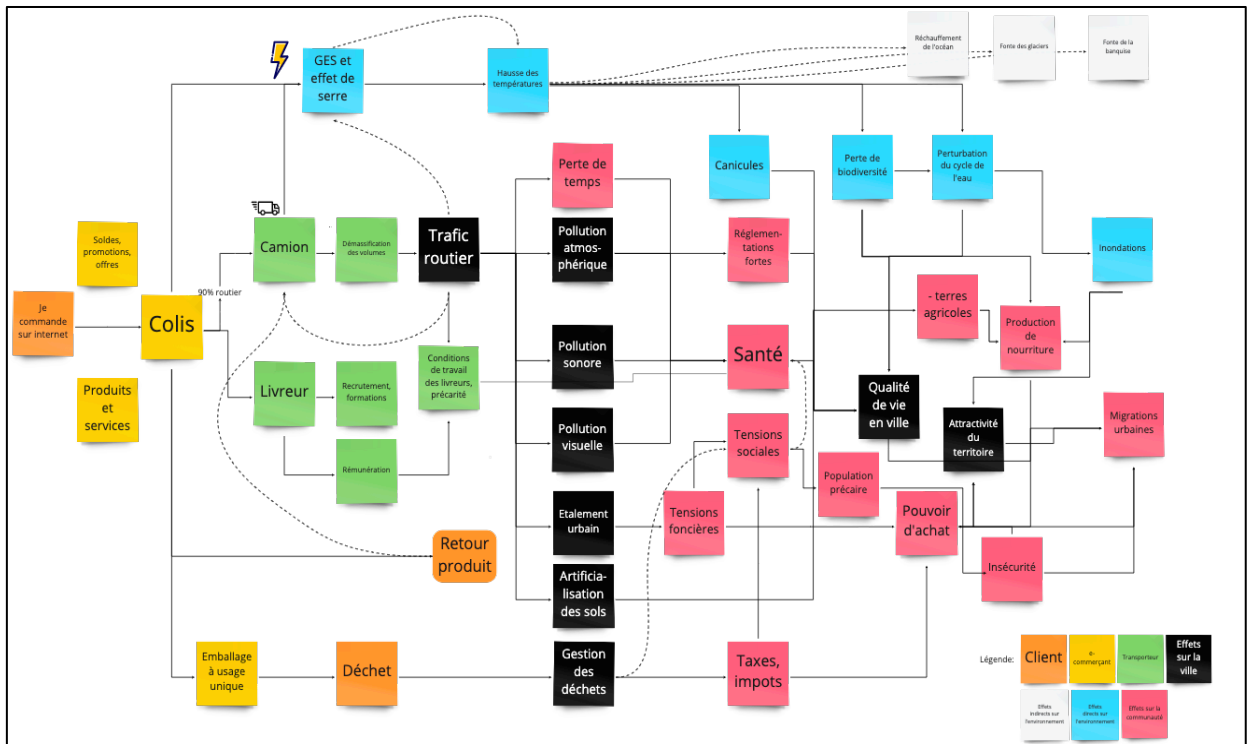 Réchauffement
de l'océan
Fonte des glaciers
Fonte de la
banquise
GES et
effet de
serre
Hausse des
températures
Perte de
temps
Canicules
Perte de
biodiversité
Perturbation
du cycle de
l'eau
Soldes,
promotions,
offres
Camion
Démassification
des volumes
Trafic
routier
Pollution
atmos-
phérique
Réglemen-
tations
fortes
Inondations
90% routier
Je
commande
sur internet
Colis
- terres
agricoles
Production
de
nourriture
Pollution
sonore
Santé
Conditions
de travail
des livreurs,
précarité
Livreur
Recrutement,
formations
Produits
et
services
Qualité
de vie
en ville
Attractivité
du
territoire
Migrations
urbaines
Pollution
visuelle
Tensions
sociales
Rémunération
Population
précaire
Etalement
urbain
Tensions
foncières
Pouvoir
d'achat
Retour
produit
Insécurité
Artificia-
lisation
des sols
Emballage
à usage
unique
Déchet
Gestion
des
déchets
Taxes,
impots
Légende:
Client
e-
commerçant
Transporteur
Effets
sur la
ville
Effets
indirects sur
l'environnement
Effets
directs sur
l'environnement
Effets sur la
communauté